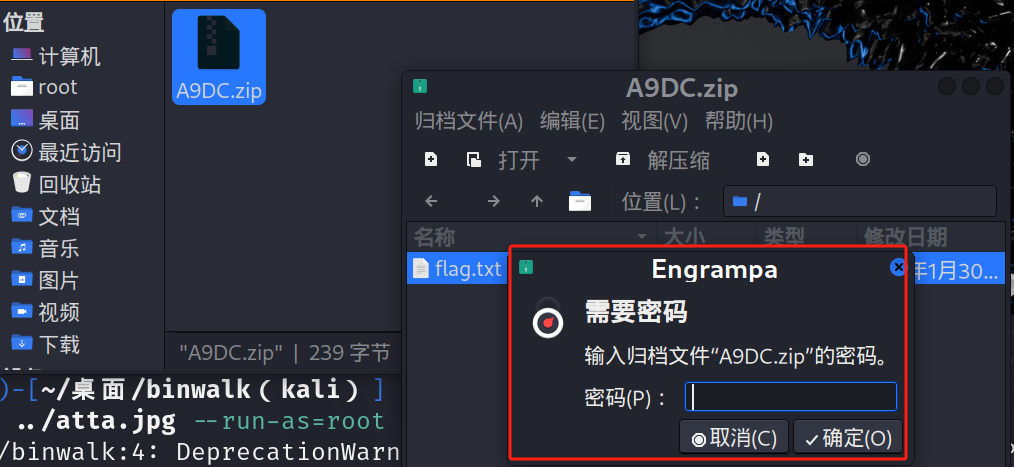 位置
计算机
root
桌面
最近访问
回收站
文档
音乐
图片
视频
下载
A9DC.zip
"A9DC.zip" | 239 字节
A9DC.zip
归档文件(A) 编辑(E) 视图(V) 帮助(H)
打开 解压缩
位置(L)： /
名称 大小 类型 修改日期
flag.txt 年1月30...
Engrampa
需要密码
输入归档文件“A9DC.zip”的密码。
密码(P)：
取消(C) 确定(O)
)-[~/桌面/binwalk(kali)]
../atta.jpg --run-as=root
/binwalk:4: DeprecationWarn